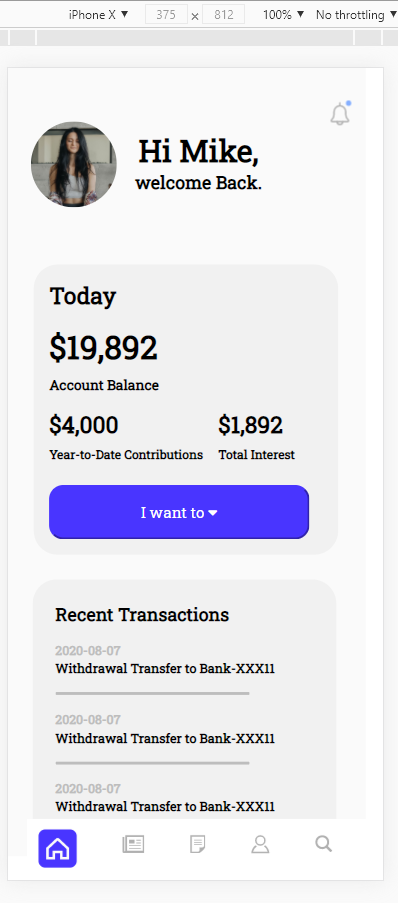 iPhone X ▼ 375 × 812 100% ▼ No throttling ▼
Hi Mike,
welcome Back.
Today
$19,892
Account Balance
$4,000 $1,892
Year-to-Date Contributions Total Interest
I want to
Recent Transactions
2020-08-07
Withdrawal Transfer to Bank-XXX11
2020-08-07
Withdrawal Transfer to Bank-XXX11
2020-08-07
Withdrawal Transfer to Bank-XXX11